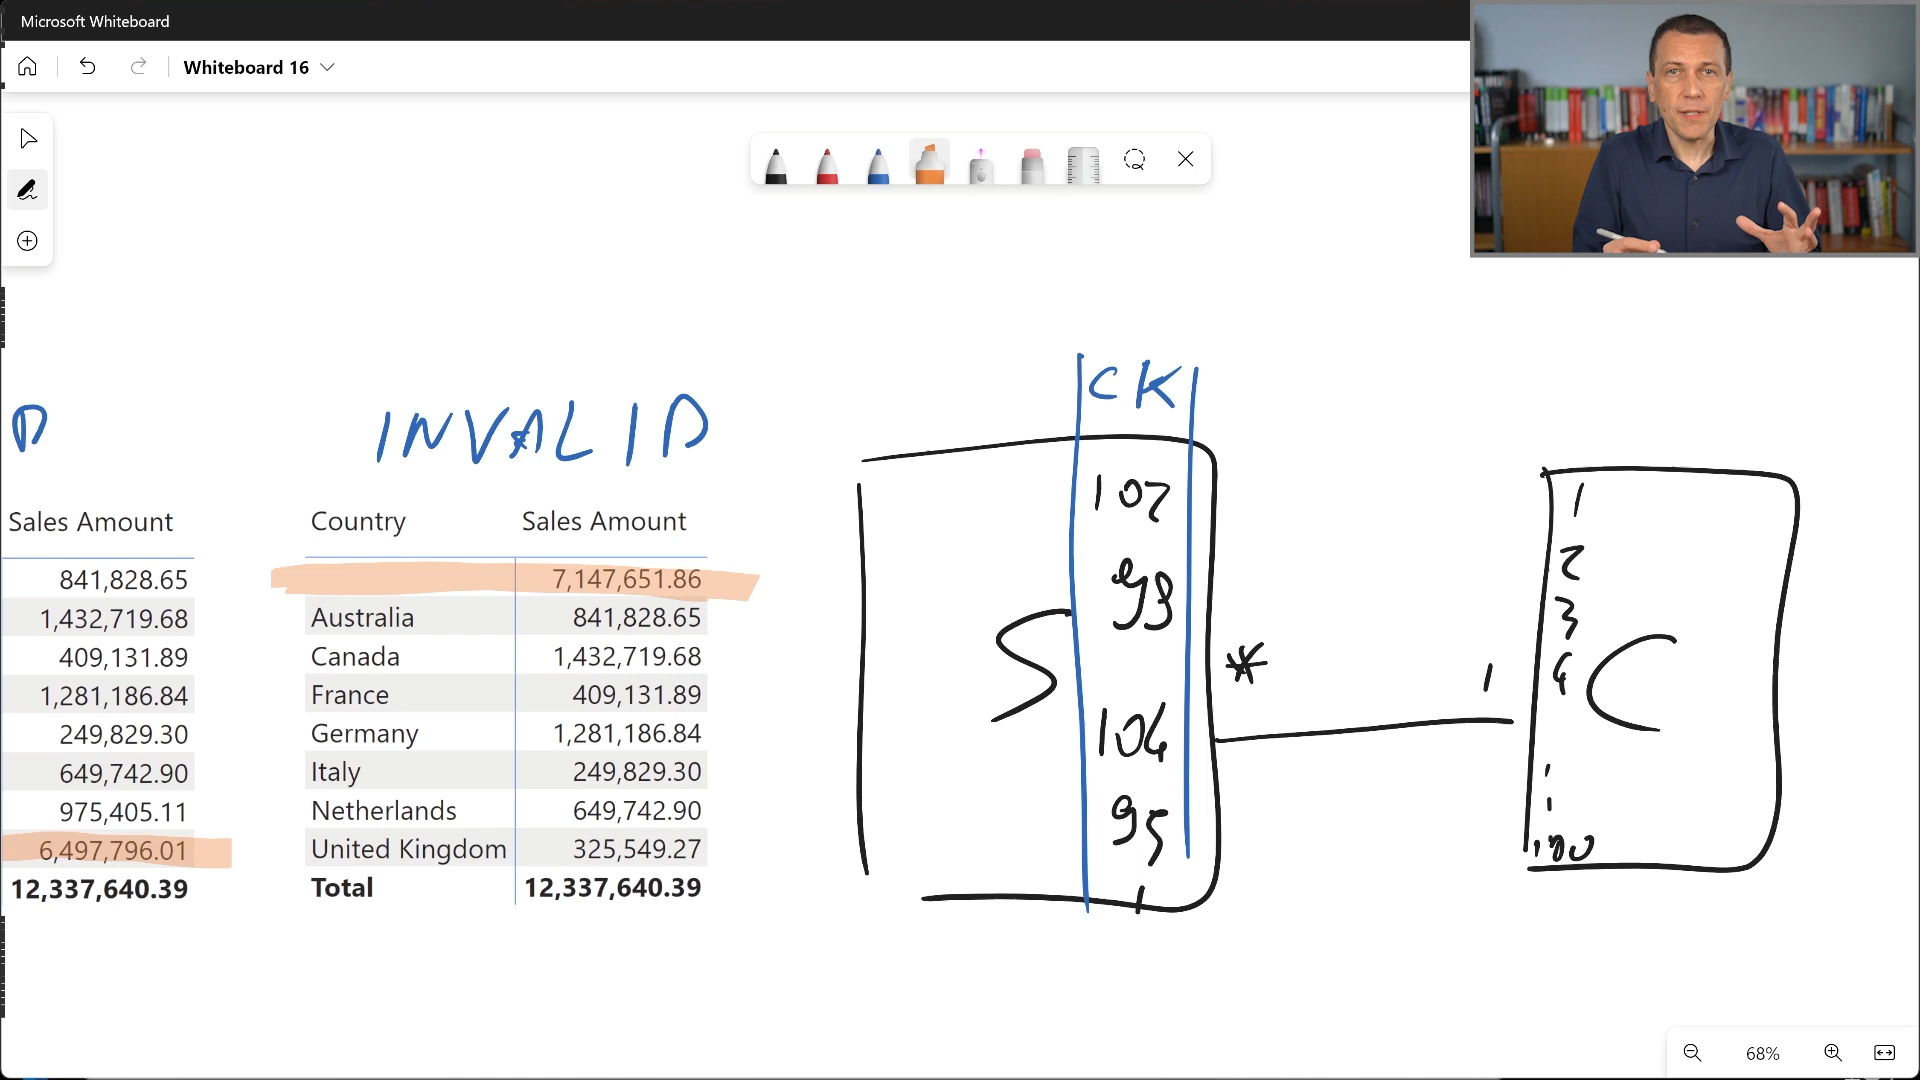 Microsoft Whiteboard
Whiteboard 16
D
Sales Amount
841,828.65
1,432,719.68
409,131.89
1,281,186.84
249,829.30
649,742.90
975,405.11
6,497,796.01
12,337,640.39
INVALID
Country Sales Amount
7,147,651.86
Australia 841,828.65
Canada 1,432,719.68
France 409,131.89
Germany 1,281,186.84
Italy 249,829.30
Netherlands 649,742.90
United Kingdom 325,549.27
Total 12,337,640.39
CK
102
98
104
95
S
*
1
1
2
3
4
100
C
68%